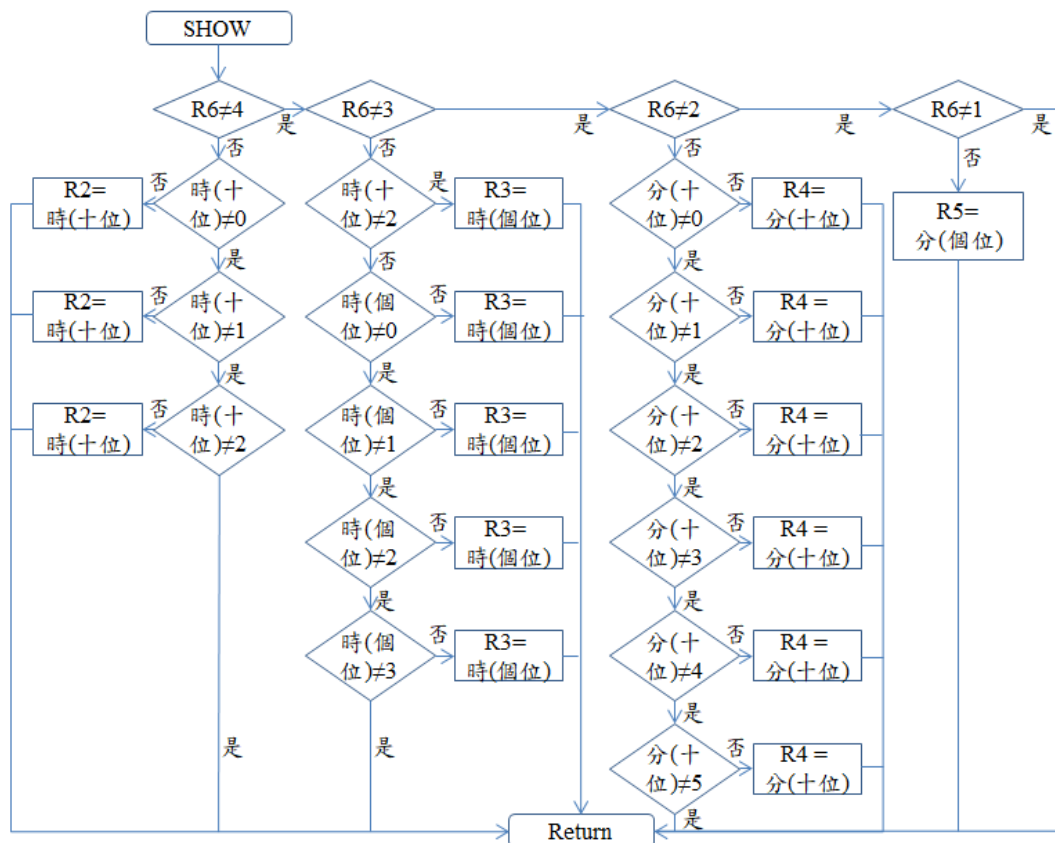 SHOW
R6≠4
是
R6≠3
是
R6≠2
是
R6≠1
是
否
否
否
否
R2=
時(十位)
否
時(十
位)≠0
時(十
位)≠2
是
R3=
時(個位)
分(十
位)≠0
否
R4=
分(十位)
R5=
分(個位)
是
否
是
R2=
時(十位)
否
時(十
位)≠1
時(個
位)≠0
否
R3=
時(個位)
分(十
位)≠1
否
R4 =
分(十位)
是
是
是
R2=
時(十位)
否
時(十
位)≠2
時(個
位)≠1
否
R3=
時(個位)
分(十
位)≠2
否
R4 =
分(十位)
是
是
時(個
位)≠2
否
R3=
時(個位)
分(十
位)≠3
否
R4 =
分(十位)
是
是
時(個
位)≠3
否
R3=
時(個位)
分(十
位)≠4
否
R4 =
分(十位)
是
是
是
分(十
位)≠5
否
R4 =
分(十位)
是
Return